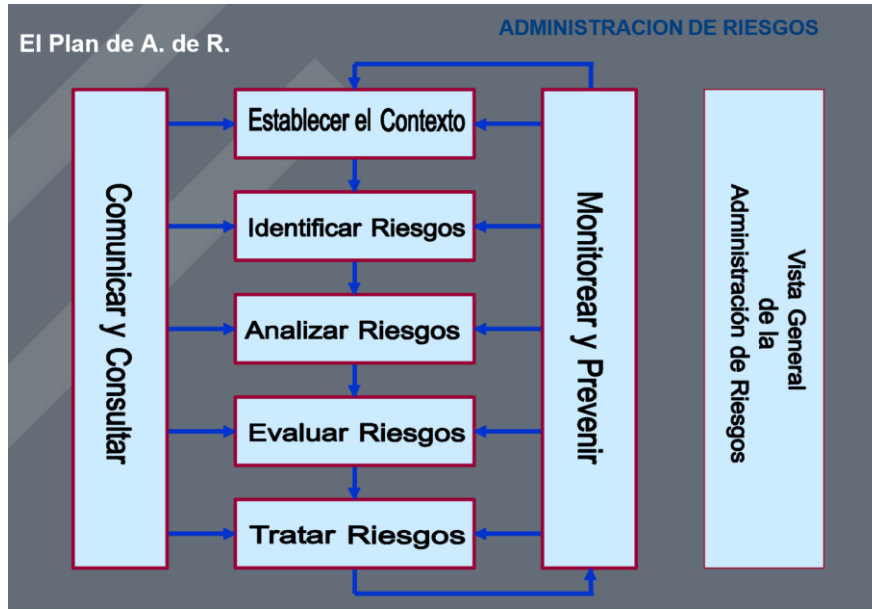 ADMINISTRACION DE RIESGOS
El Plan de A. de R.
Comunicar y Consultar
Establecer el Contexto
Identificar Riesgos
Analizar Riesgos
Evaluar Riesgos
Tratar Riesgos
Monitorear y Prevenir
Vista General
de la
Administración de Riesgos